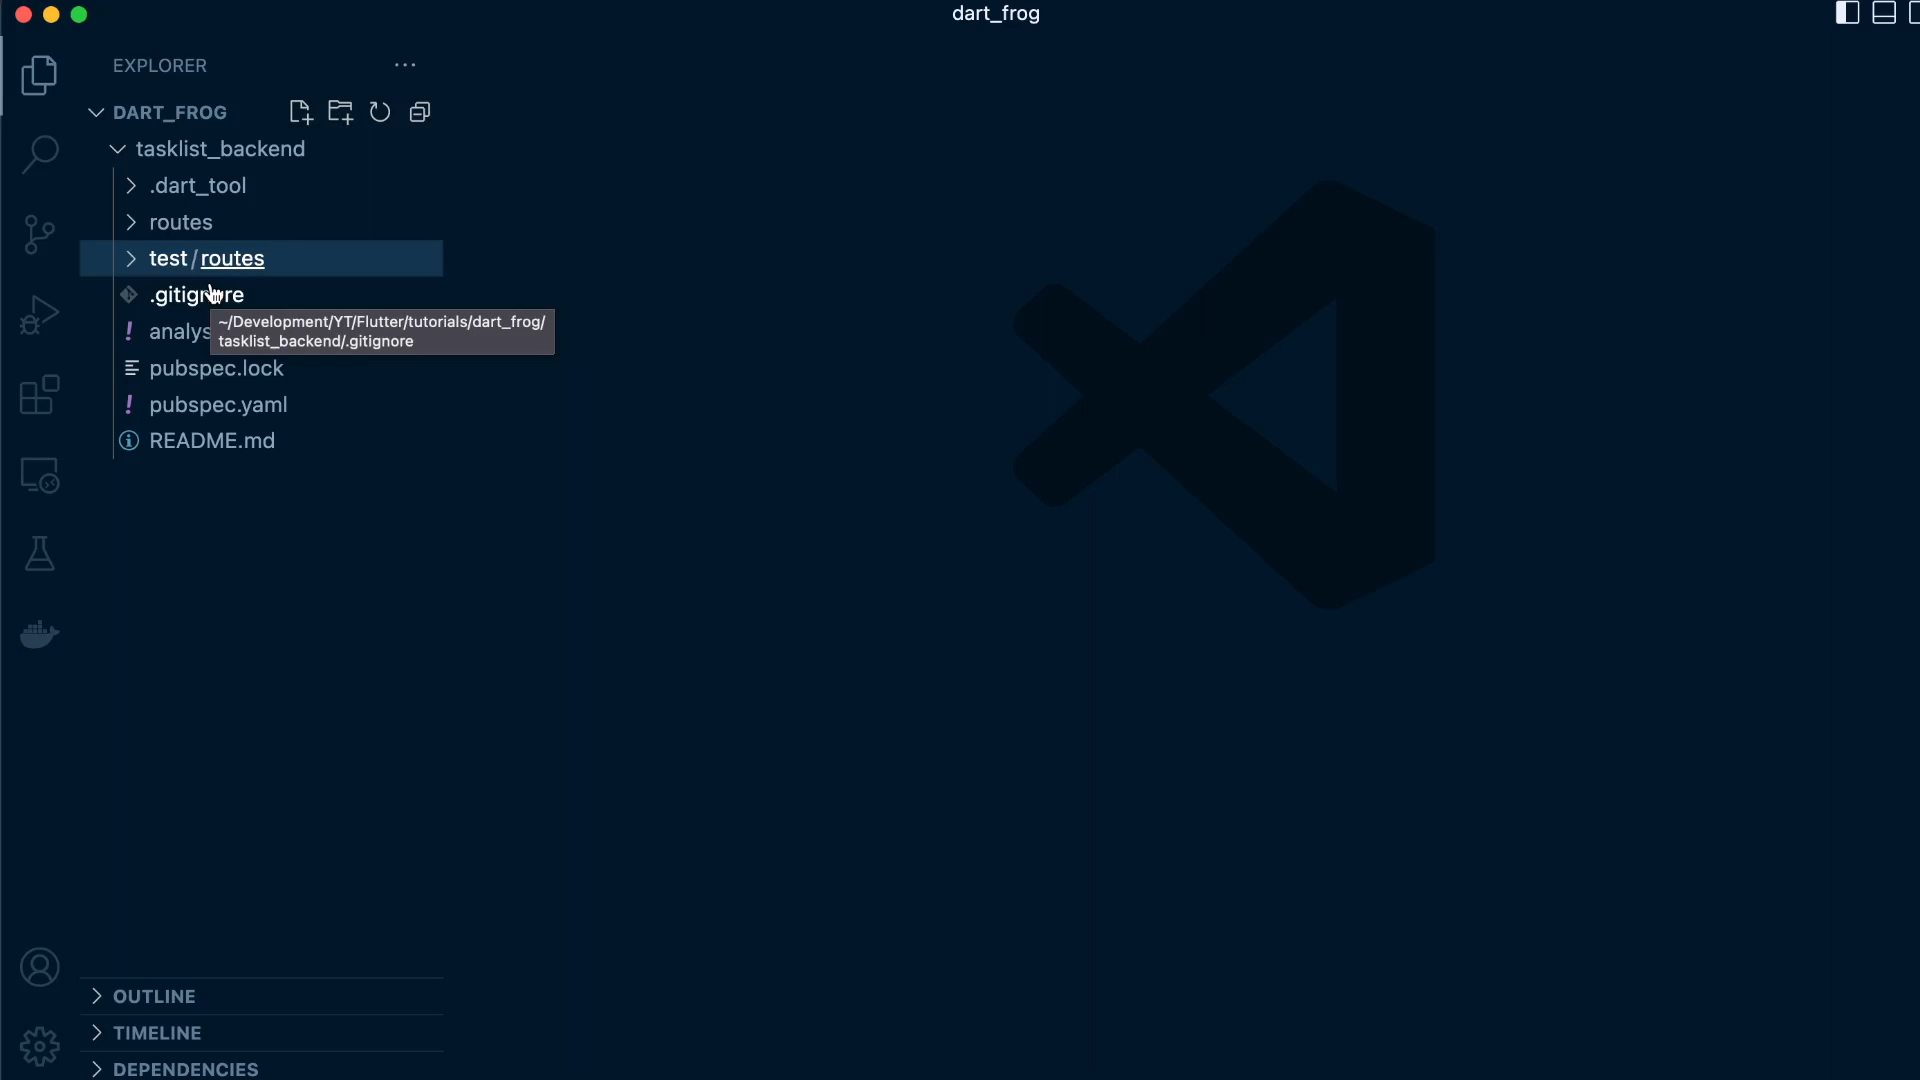 dart_frog
EXPLORER
DART_FROG
tasklist_backend
.dart_tool
routes
test/routes
.gitignore
analys
~/Development/YT/Flutter/tutorials/dart_frog/
tasklist_backend/.gitignore
pubspec.lock
pubspec.yaml
README.md
OUTLINE
TIMELINE
DEPENDENCIES